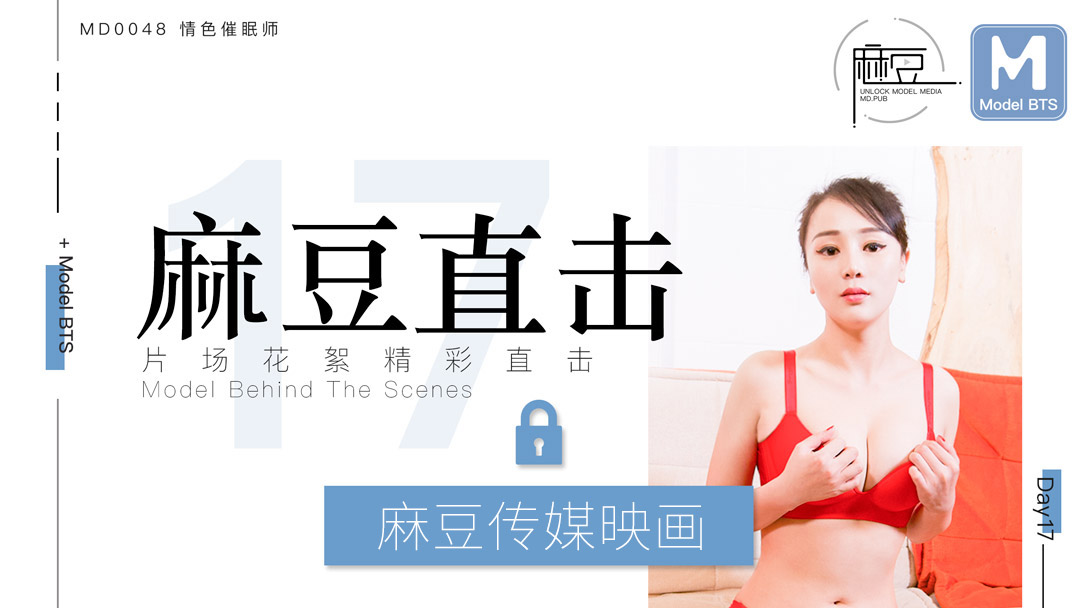 MD0048 情色催眠师
麻豆
UNLOCK MODEL MEDIA
MD.PUB
M
Model BTS
+ Model BTS
17
麻豆直击
片场花絮精彩直击
Model Behind The Scenes
麻豆传媒映画
Day17